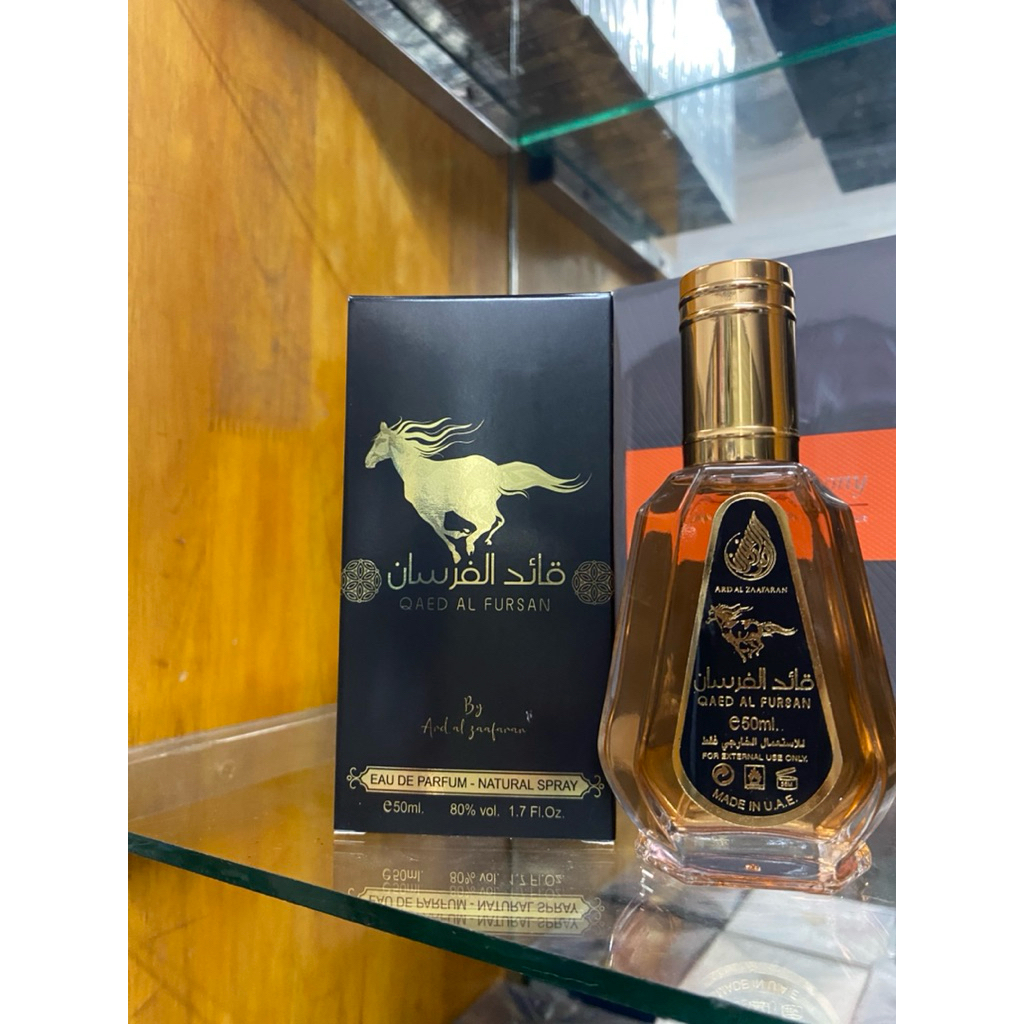 قائد الفرسان
QAED AL FURSAN
By
Ard al zaafaran
EAU DE PARFUM - NATURAL SPRAY
℮50ml. 80% vol. 1.7 Fl.Oz.
ARD AL ZAAFARAN
قائد الفرسان
QAED AL FURSAN
℮50ml.
للاستعمال الخارجي فقط
FOR EXTERNAL USE ONLY.
MADE IN U.A.E.